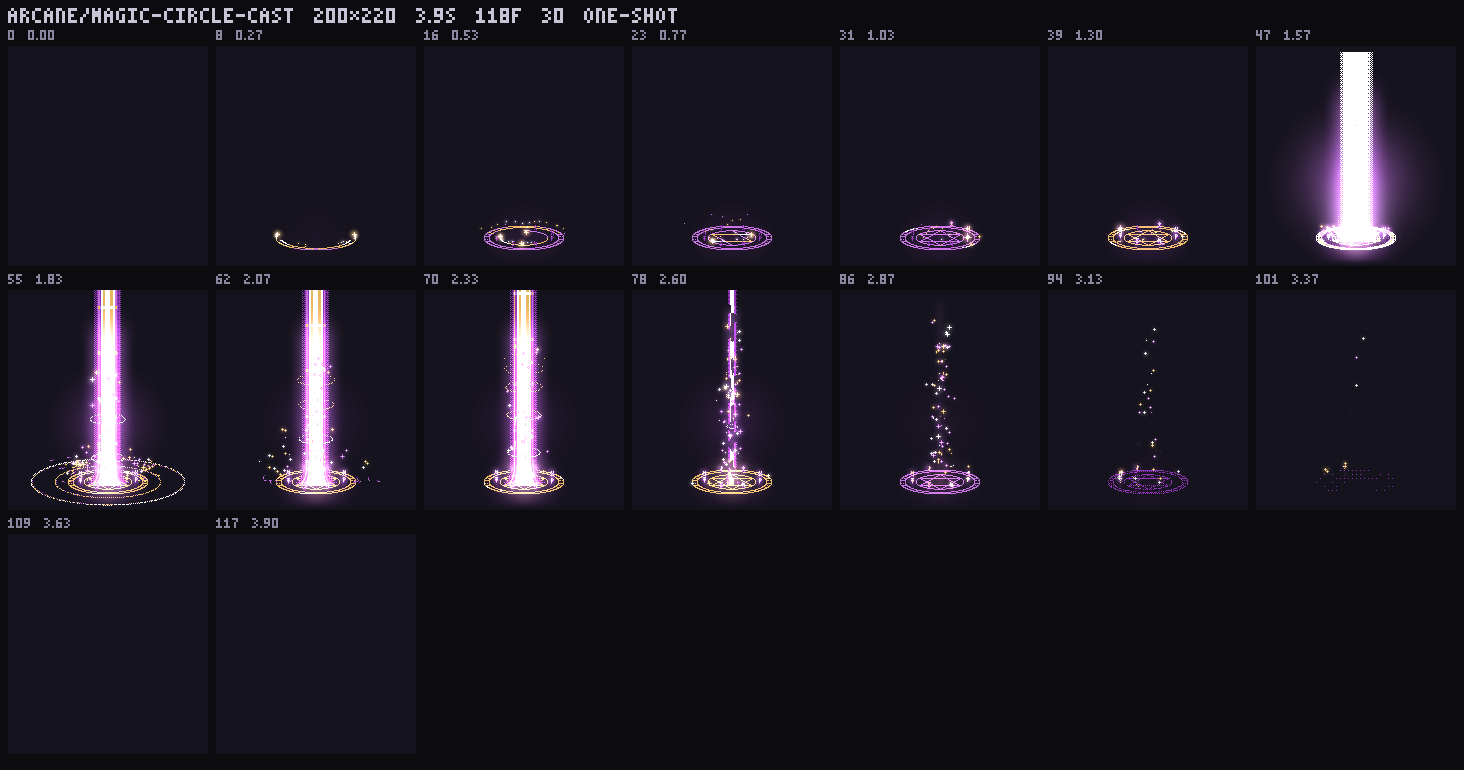 ARCANE/MAGIC-CIRCLE-CAST 200×220 3.9S 118F 30 ONE-SHOT
0 0.00 8 0.27 16 0.53 23 0.77 31 1.03 39 1.30 47 1.57
55 1.83 62 2.07 70 2.33 78 2.60 86 2.87 94 3.13 101 3.37
109 3.63 117 3.90